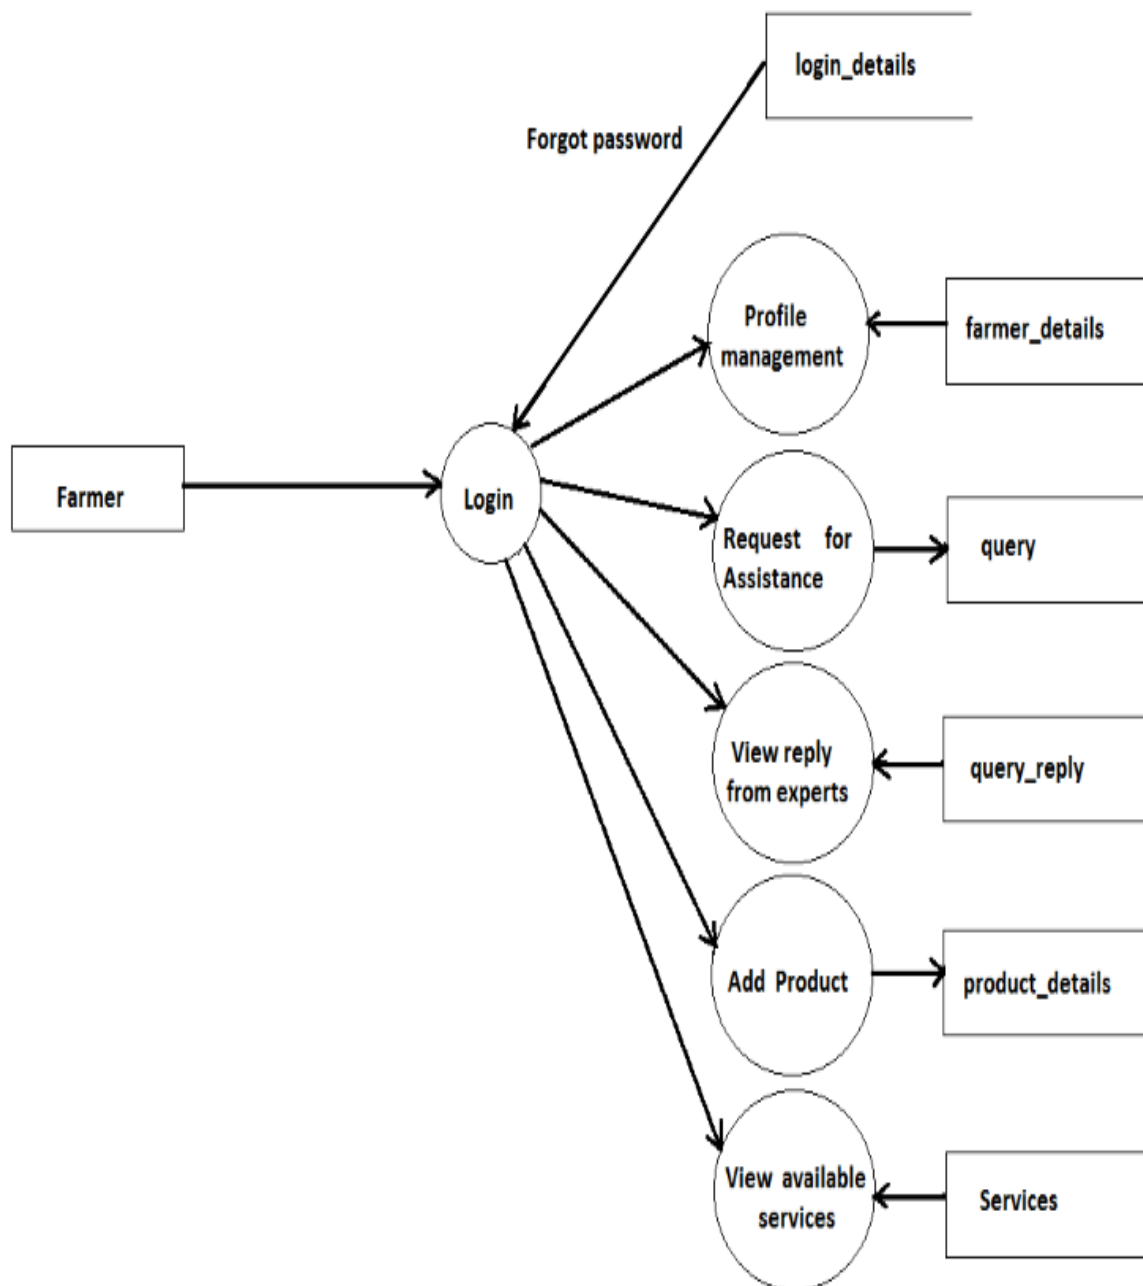 login_details
Forgot password
Profile
management
farmer_details
Farmer
Login
Request for
Assistance
query
View reply
from experts
query_reply
Add Product
product_details
View available
services
Services